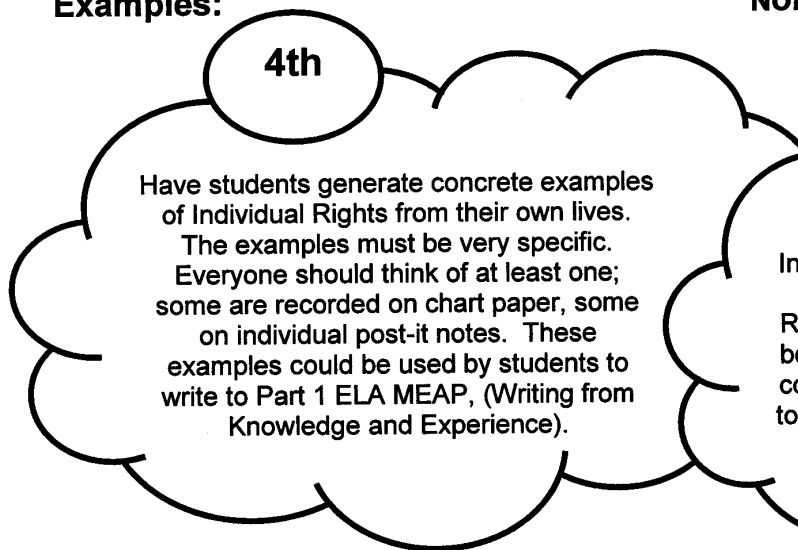 Examples:
4th
Have students generate concrete examples
of Individual Rights from their own lives.
The examples must be very specific.
Everyone should think of at least one;
some are recorded on chart paper, some
on individual post-it notes.  These
examples could be used by students to
write to Part 1 ELA MEAP, (Writing from
Knowledge and Experience).
In
R
to